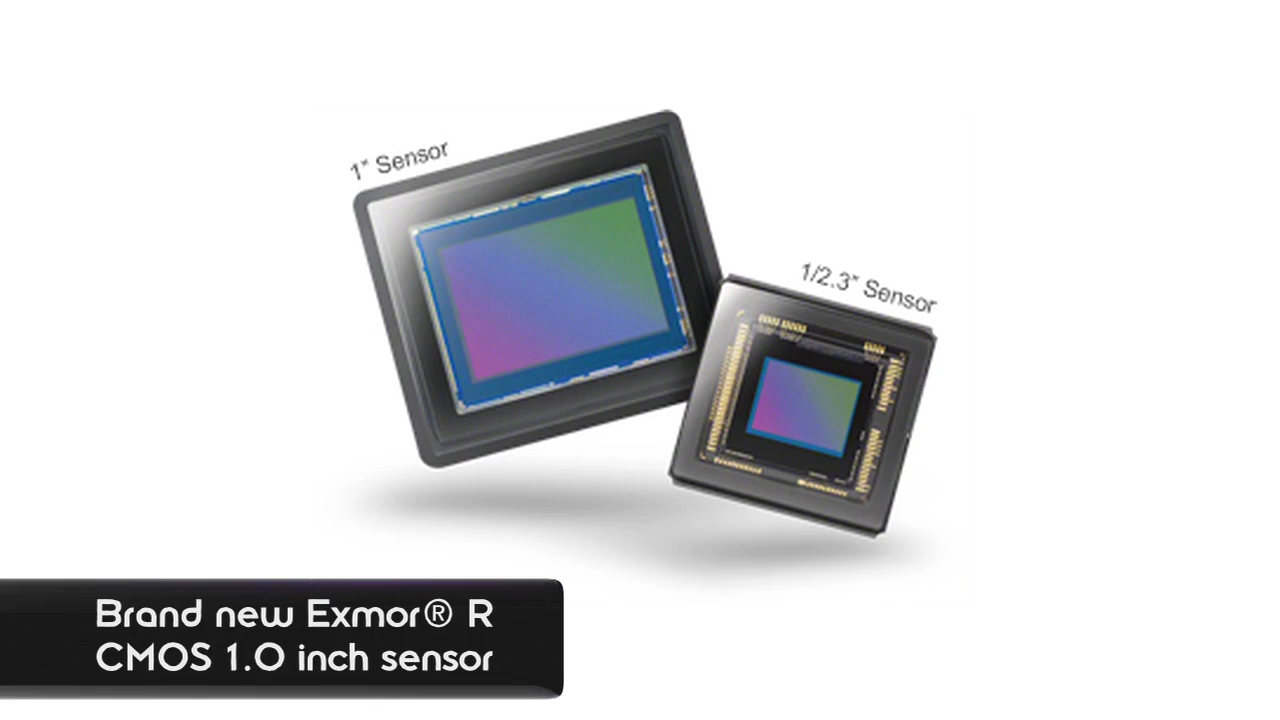 1" Sensor
1/2.3" Sensor
Brand new Exmor® R
CMOS 1.0 inch sensor